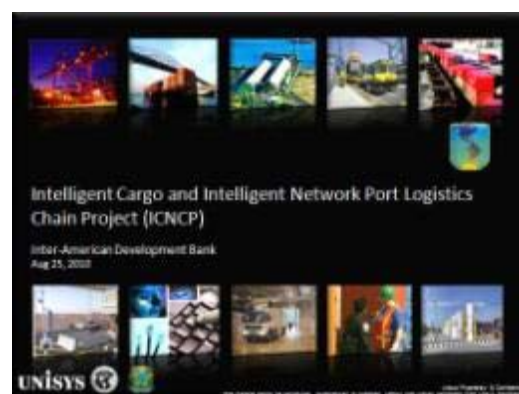 Intelligent Cargo and Intelligent Network Port Logistics
Chain Project (ICNCP)
Inter-American Development Bank
Aug 25, 2010
UNISYS